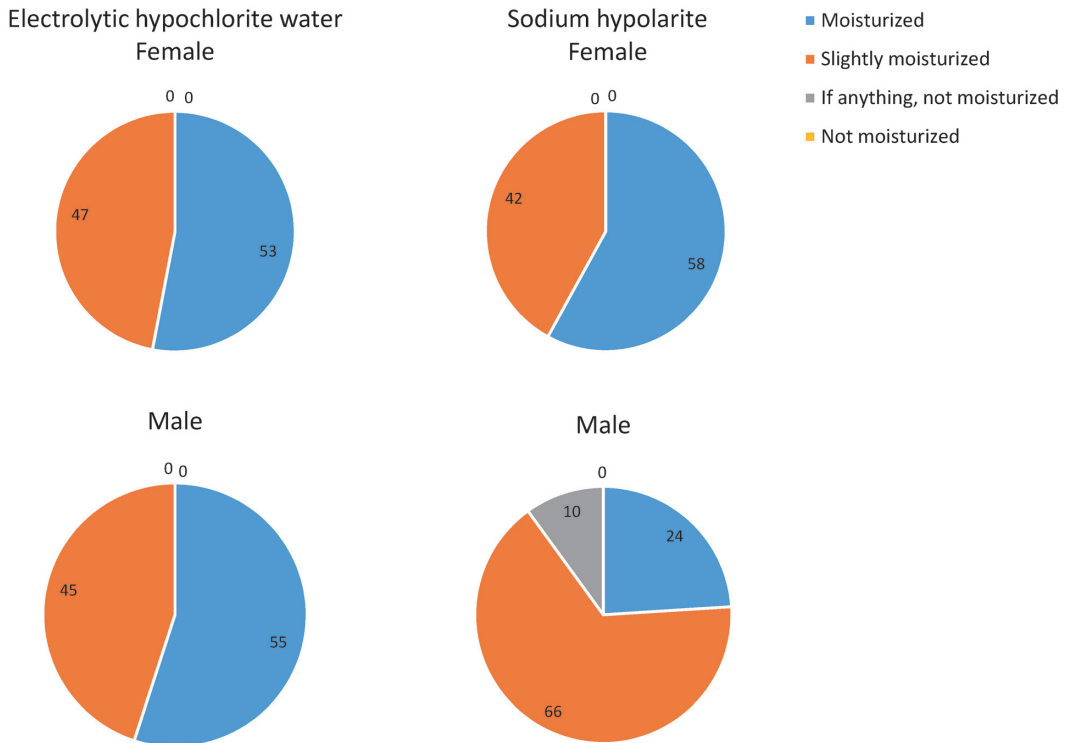 Electrolytic hypochlorite water
Female
Sodium hypolarite
Female
Moisturized
Slightly moisturized
If anything, not moisturized
Not moisturized
0 0
47
53
0 0
42
58
Male
0 0
45
55
Male
0
10
24
66